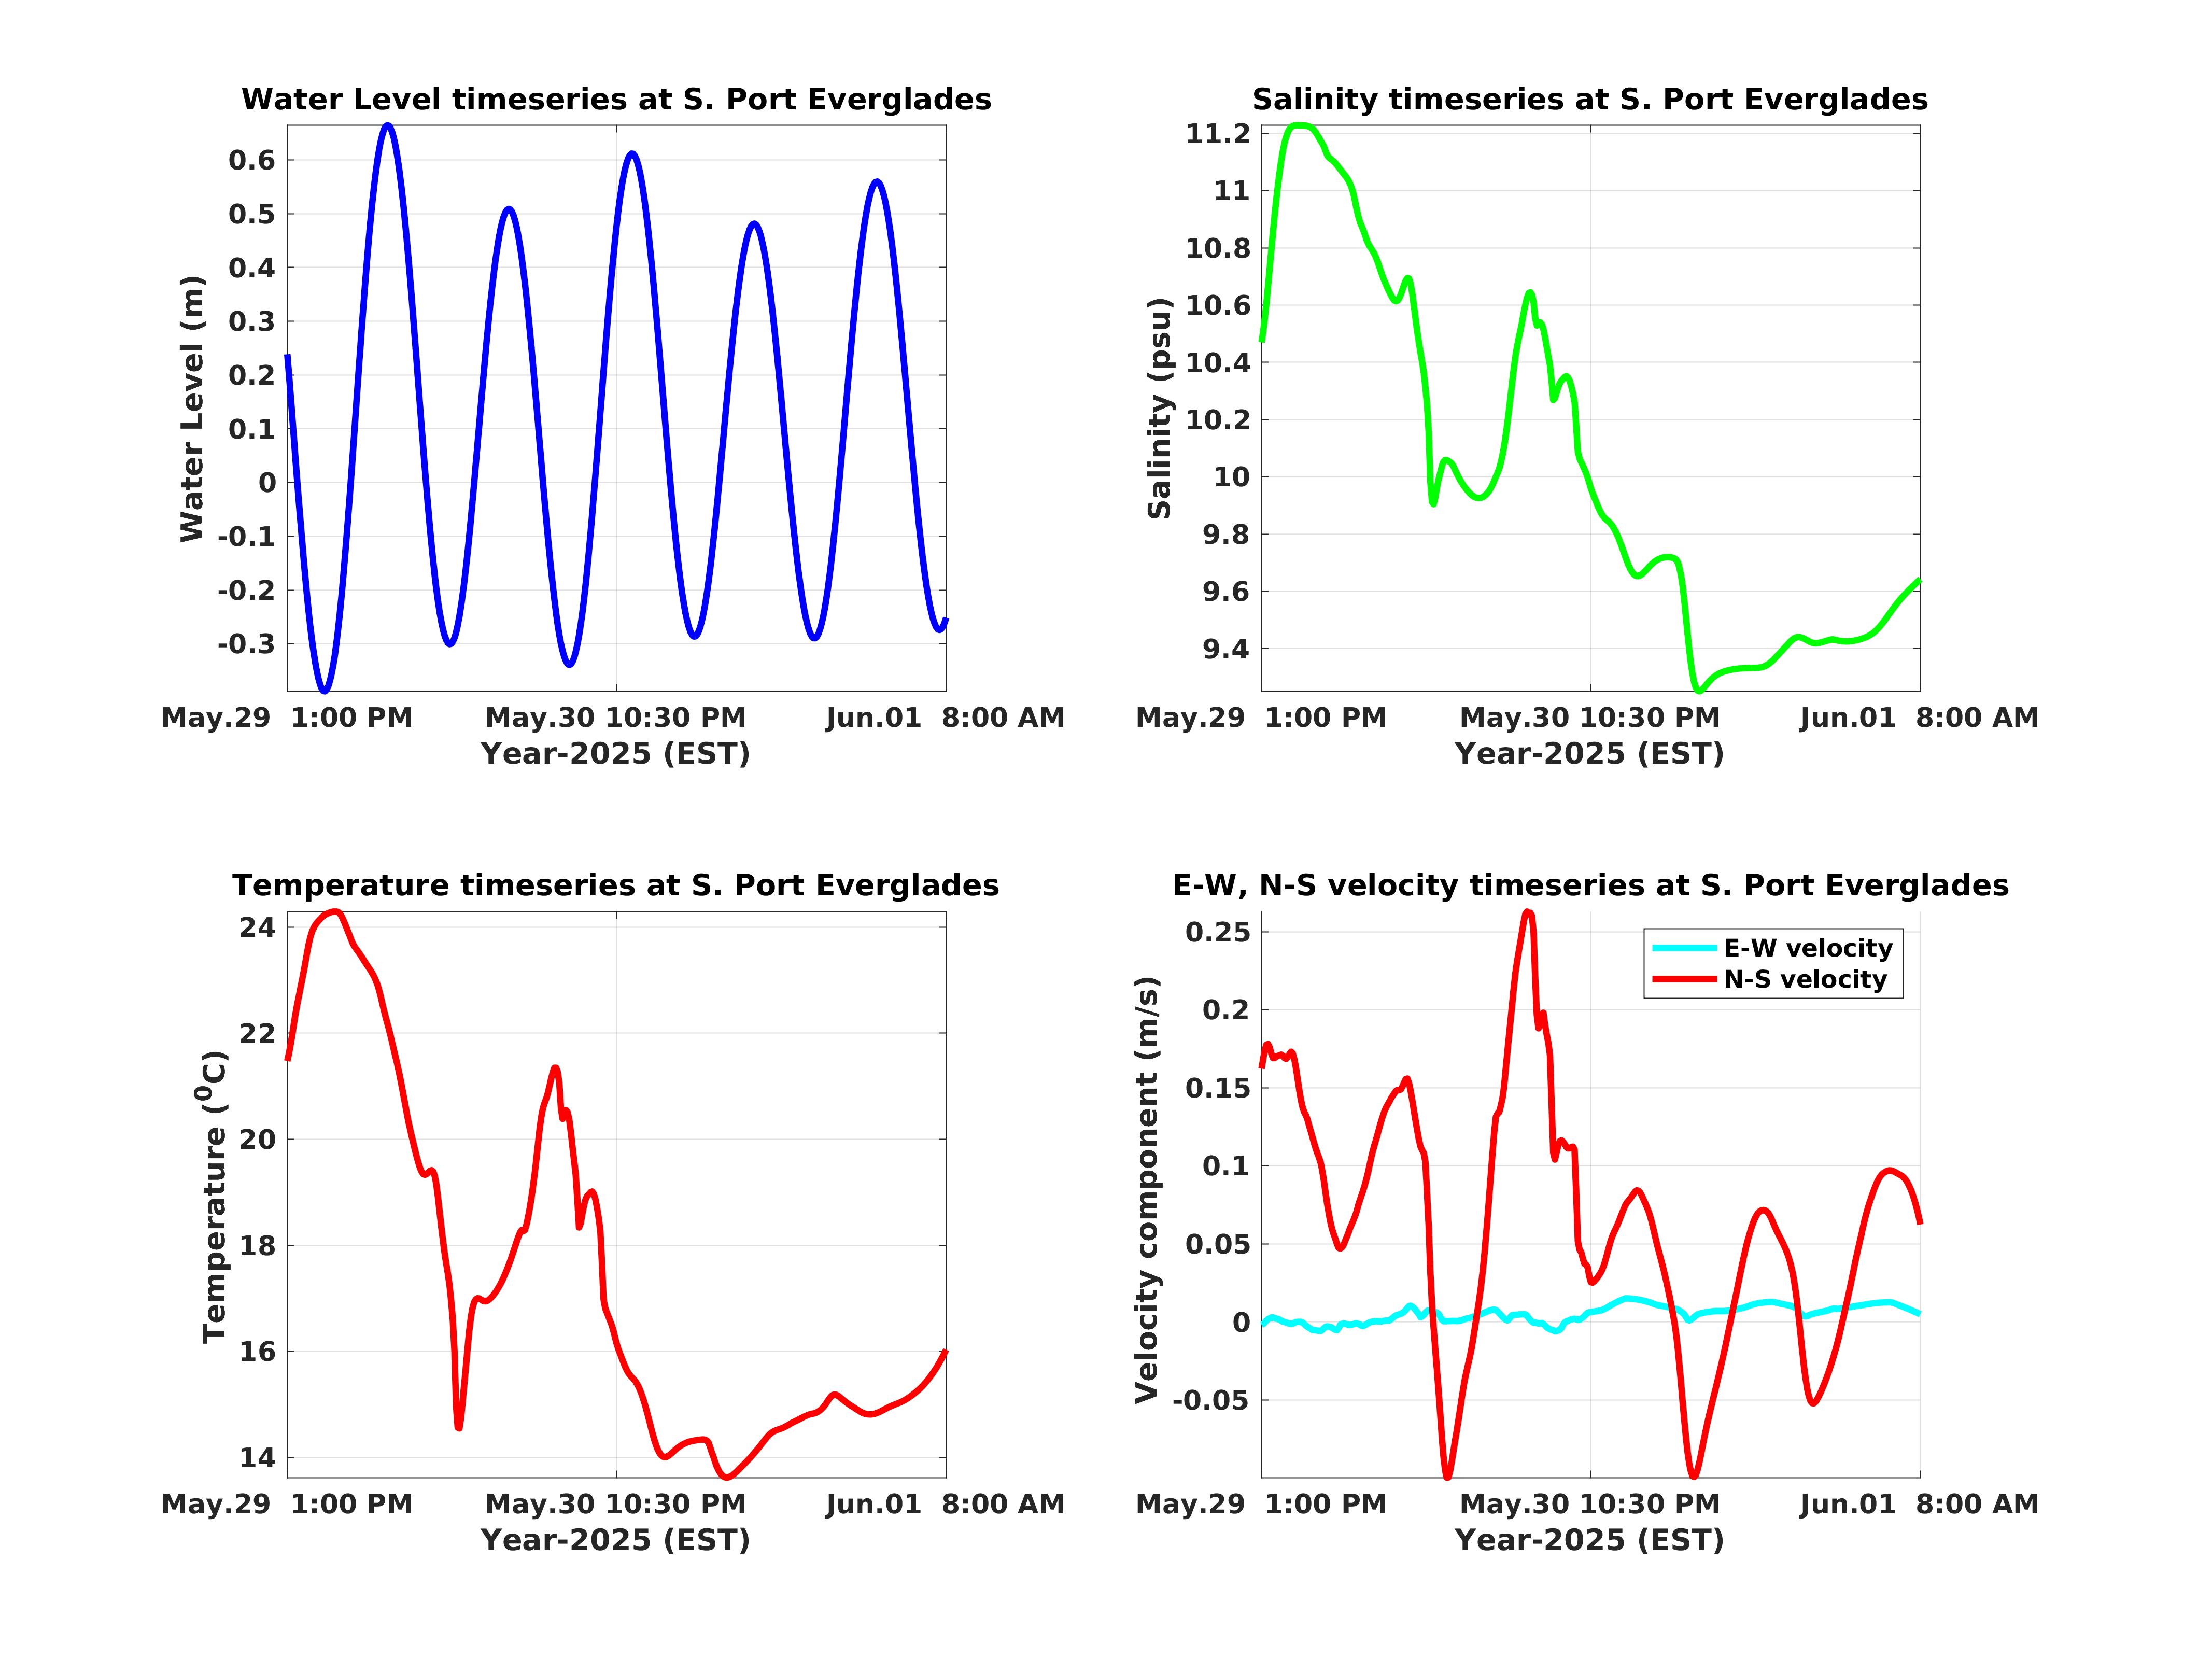 Water Level timeseries at S. Port Everglades
0.6
0.5
0.4
0.3
0.2
0.1
0
-0.1
-0.2
-0.3
Water Level (m)
May.29 1:00 PM May.30 10:30 PM Jun.01 8:00 AM
Year-2025 (EST)
Salinity timeseries at S. Port Everglades
11.2
11
10.8
10.6
10.4
10.2
10
9.8
9.6
9.4
Salinity (psu)
May.29 1:00 PM May.30 10:30 PM Jun.01 8:00 AM
Year-2025 (EST)
Temperature timeseries at S. Port Everglades
24
22
20
18
16
14
Temperature (⁰C)
May.29 1:00 PM May.30 10:30 PM Jun.01 8:00 AM
Year-2025 (EST)
E-W, N-S velocity timeseries at S. Port Everglades
E-W velocity
N-S velocity
0.25
0.2
0.15
0.1
0.05
0
-0.05
Velocity component (m/s)
May.29 1:00 PM May.30 10:30 PM Jun.01 8:00 AM
Year-2025 (EST)